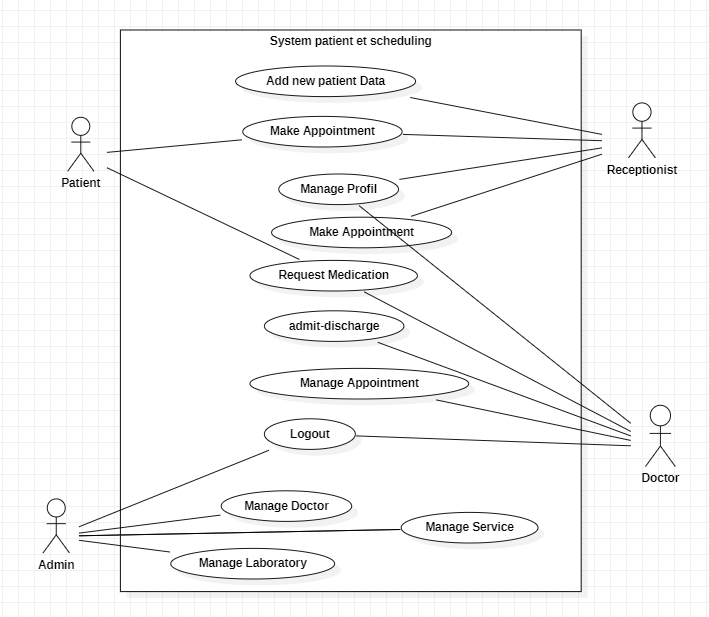 System patient et scheduling
Add new patient Data
Make Appointment
Patient
Receptionist
Manage Profil
Make Appointment
Request Medication
admit-discharge
Manage Appointment
Logout
Doctor
Manage Doctor
Manage Service
Admin
Manage Laboratory